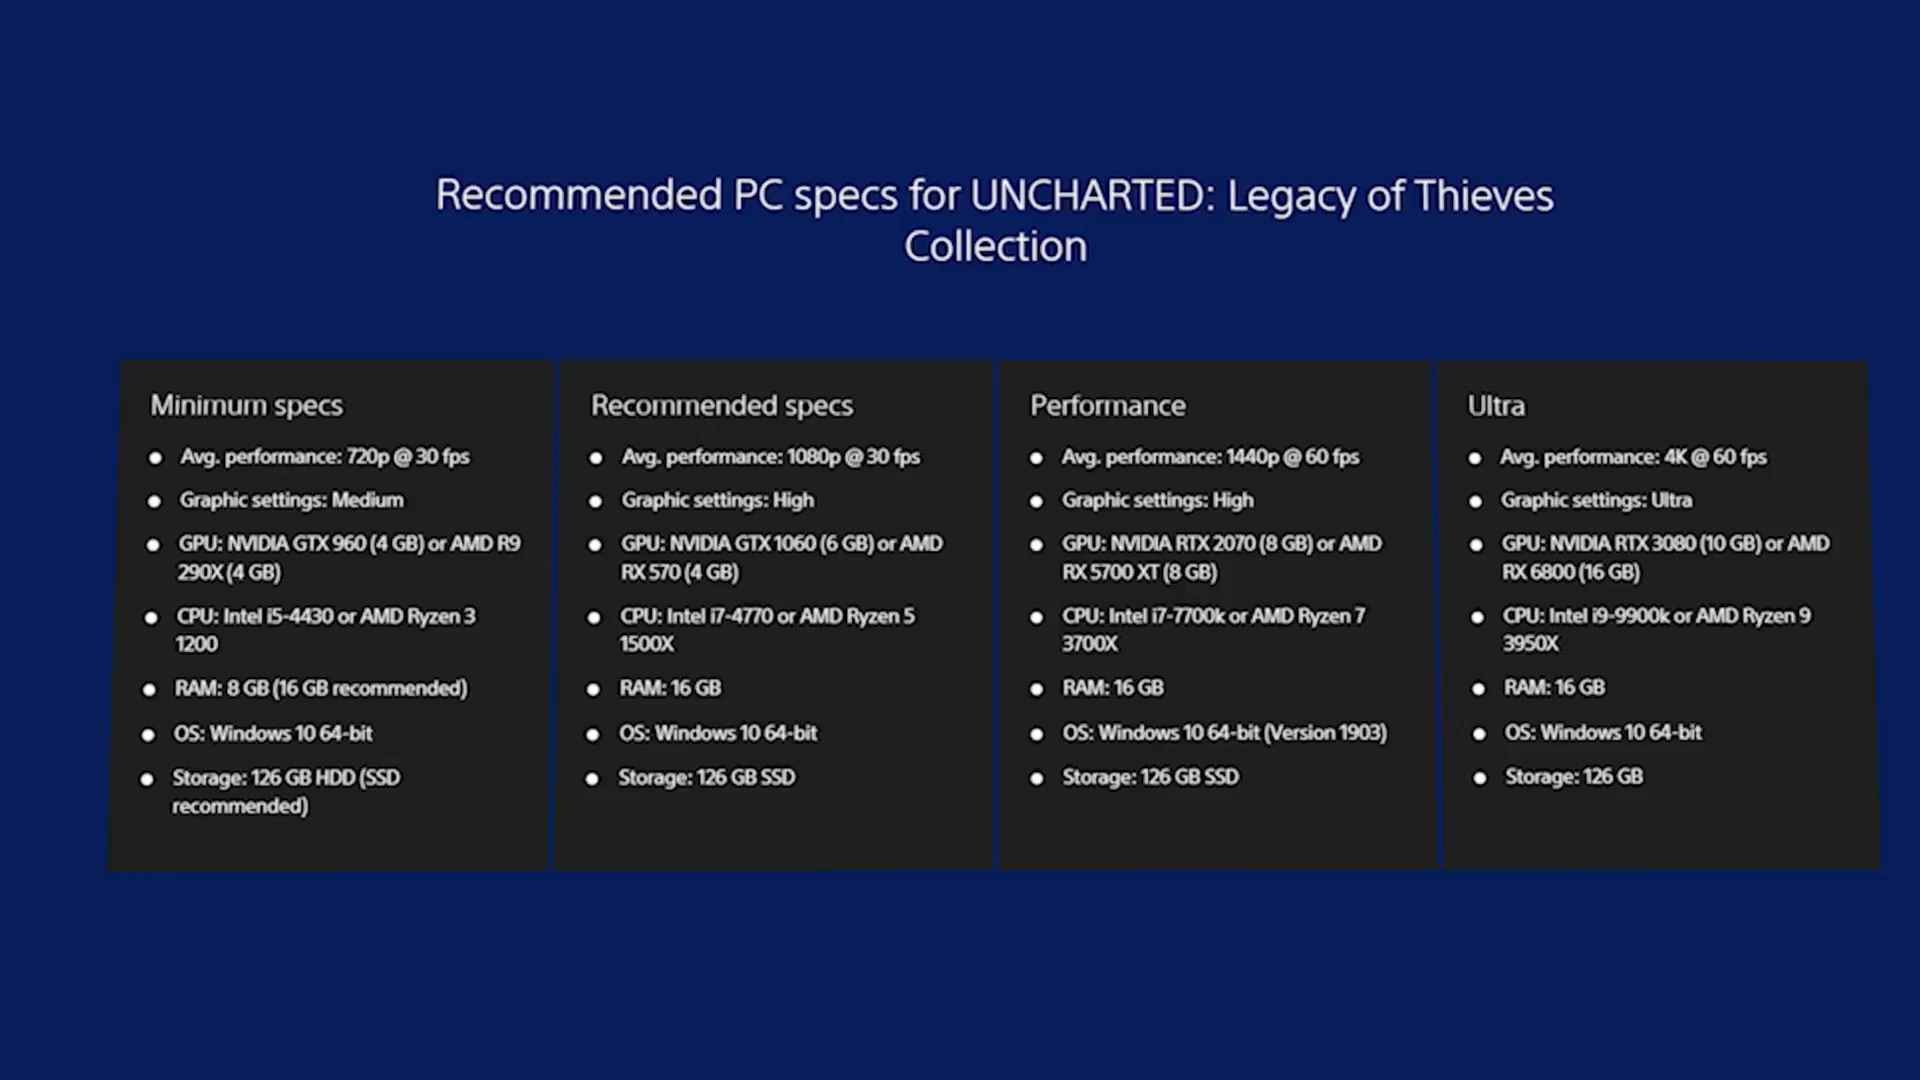 Recommended PC specs for UNCHARTED: Legacy of Thieves
Collection
Minimum specs
Avg. performance: 720p @ 30 fps
Graphic settings: Medium
GPU: NVIDIA GTX 960 (4 GB) or AMD R9
290X (4 GB)
CPU: Intel i5-4430 or AMD Ryzen 3
1200
RAM: 8 GB (16 GB recommended)
OS: Windows 10 64-bit
Storage: 126 GB HDD (SSD
recommended)
Recommended specs
Avg. performance: 1080p @ 30 fps
Graphic settings: High
GPU: NVIDIA GTX 1060 (6 GB) or AMD
RX 570 (4 GB)
CPU: Intel i7-4770 or AMD Ryzen 5
1500X
RAM: 16 GB
OS: Windows 10 64-bit
Storage: 126 GB SSD
Performance
Avg. performance: 1440p @ 60 fps
Graphic settings: High
GPU: NVIDIA RTX 2070 (8 GB) or AMD
RX 5700 XT (8 GB)
CPU: Intel i7-7700k or AMD Ryzen 7
3700X
RAM: 16 GB
OS: Windows 10 64-bit (Version 1903)
Storage: 126 GB SSD
Ultra
Avg. performance: 4K @ 60 fps
Graphic settings: Ultra
GPU: NVIDIA RTX 3080 (10 GB) or AMD
RX 6800 (16 GB)
CPU: Intel i9-9900k or AMD Ryzen 9
3950X
RAM: 16 GB
OS: Windows 10 64-bit
Storage: 126 GB